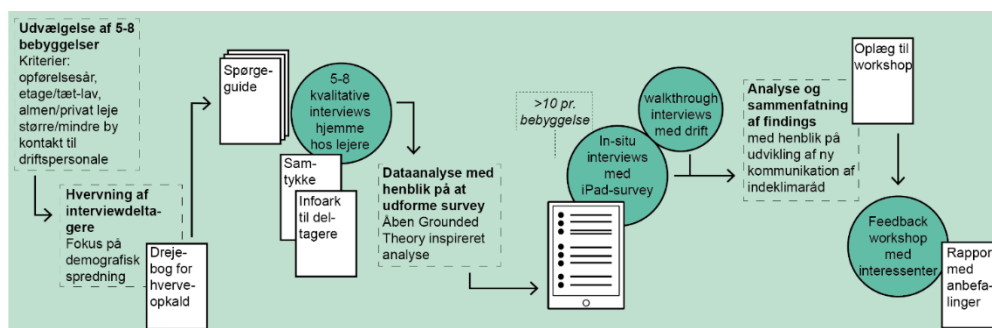 Udvælgelse af 5-8
bebyggelser
Kriterier:
opførelsesår,
etage/tæt-lav,
almen/privat leje
større/mindre by
kontakt til
driftspersonale
Hvervning af
interviewdelta-
gere
Fokus på
demografisk
spredning
Dreje-
bog for
hverve-
opkald
Spørge-
guide
5-8
kvalitative
interviews
hjemme
hos lejere
Sam-
tykke
Infoark
til del-
tagere
Dataanalyse med
henblik på at
udforme survey
Åben Grounded
Theory inspireret
analyse
>10 pr.
bebyggelse
In-situ
interviews
med
iPad-survey
walkthrough
interviews
med drift
Analyse og
sammenfatning
af findings
med henblik på
udvikling af ny
kommunikation af
indeklimaråd
Oplæg til
workshop
Feedback
workshop
med
interessenter
Rapport
med
anbefa-
linger